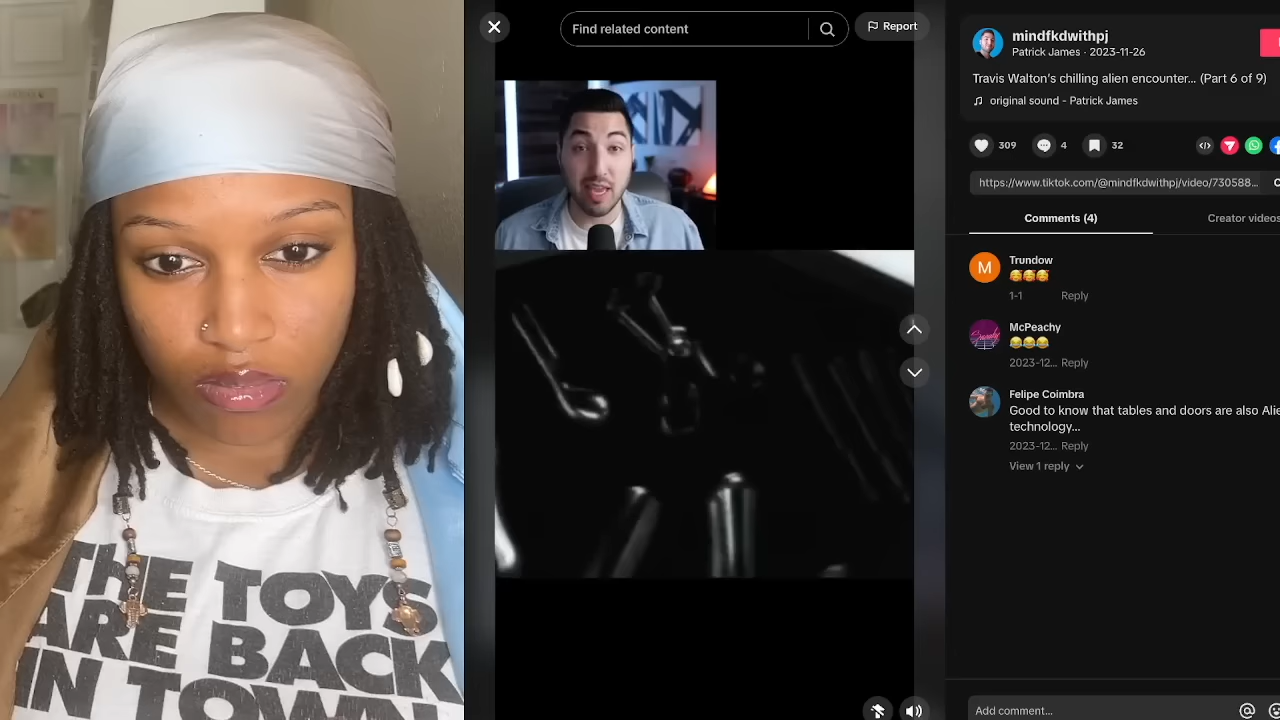 THE TOYS
ARE BACK
IN TOWN
Find related content
Report
mindfkdwithpj
Patrick James · 2023-11-26
Travis Walton's chilling alien encounter... (Part 6 of 9)
original sound - Patrick James
309
4
32
https://www.tiktok.com/@mindfkdwithpj/video/730588...
Comments (4)
Creator videos
M
Trundow
🥰🥰🥰
1-1 Reply
McPeachy
😂😂😂
2023-12... Reply
Felipe Coimbra
Good to know that tables and doors are also Ali
technology...
2023-12... Reply
View 1 reply
Add comment...